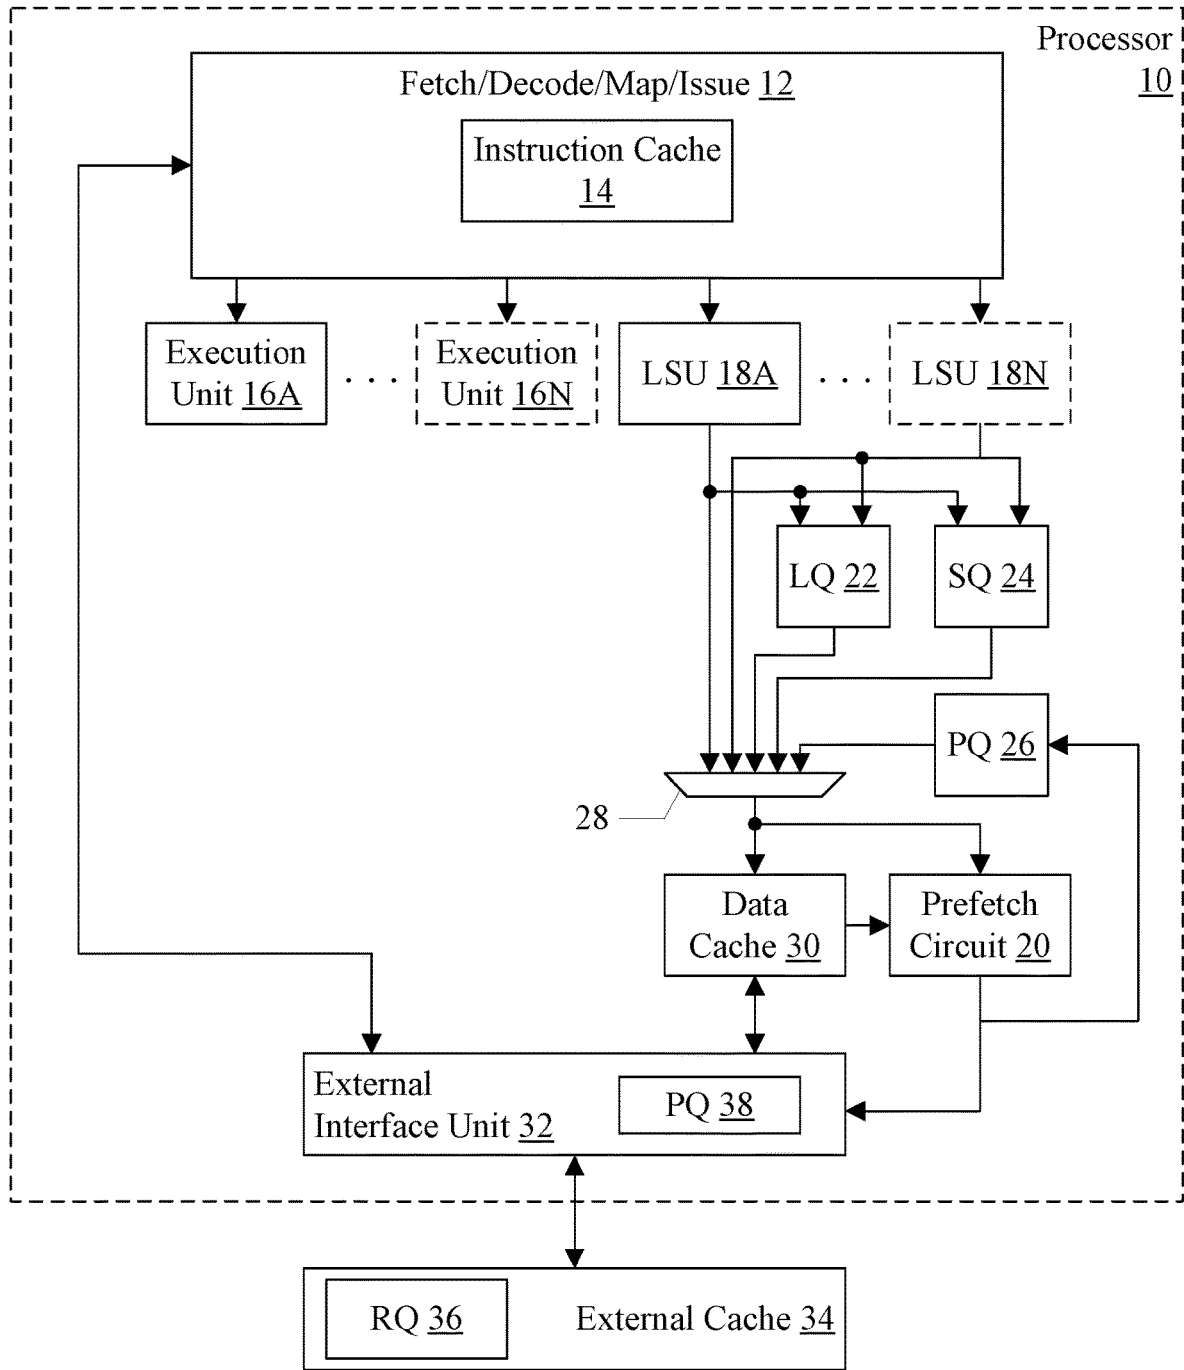 Processor
10
Fetch/Decode/Map/Issue 12
Instruction Cache
14
Execution
Unit 16A
. . .
Execution
Unit 16N
LSU 18A
. . .
LSU 18N
LQ 22
SQ 24
PQ 26
28
Data
Cache 30
Prefetch
Circuit 20
External
Interface Unit 32
PQ 38
RQ 36
External Cache 34